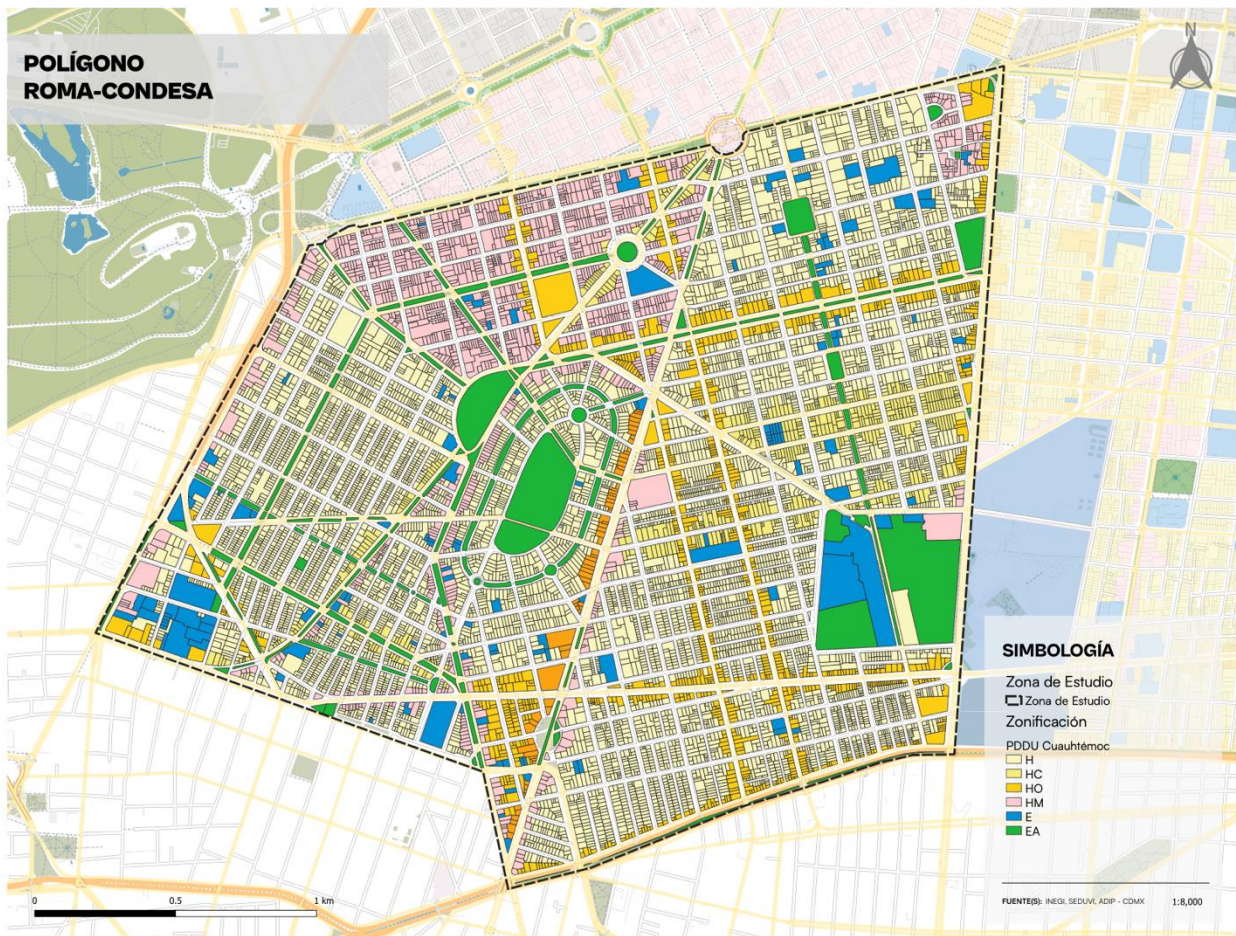 POLÍGONO
ROMA-CONDESA
N
SIMBOLOGÍA
Zona de Estudio
Zona de Estudio
Zonificación
PDDU Cuauhtémoc
H
HC
HO
HM
E
EA
0 0.5 1 km
FUENTE(S): INEGI, SEDUVI, ADIP - CDMX 1:8,000